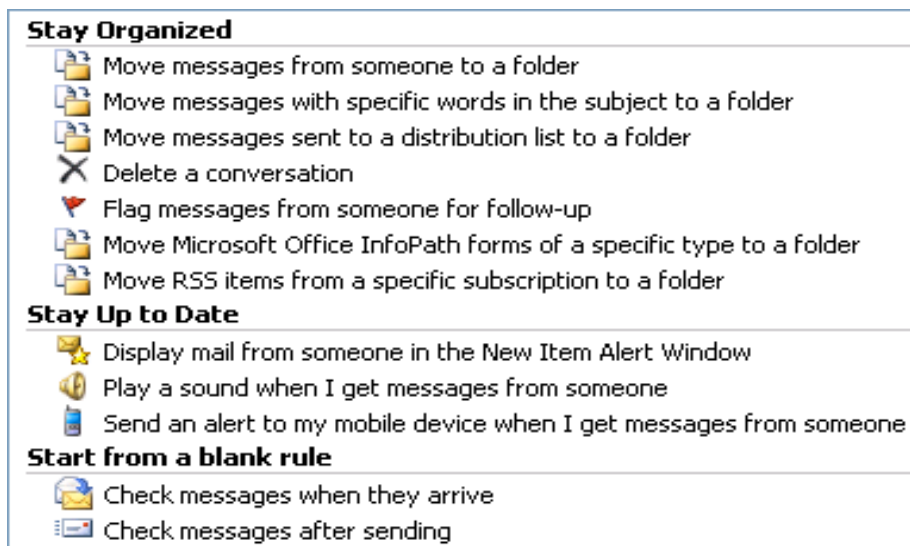 Stay Organized
Move messages from someone to a folder
Move messages with specific words in the subject to a folder
Move messages sent to a distribution list to a folder
Delete a conversation
Flag messages from someone for follow-up
Move Microsoft Office InfoPath forms of a specific type to a folder
Move RSS items from a specific subscription to a folder
Stay Up to Date
Display mail from someone in the New Item Alert Window
Play a sound when I get messages from someone
Send an alert to my mobile device when I get messages from someone
Start from a blank rule
Check messages when they arrive
Check messages after sending